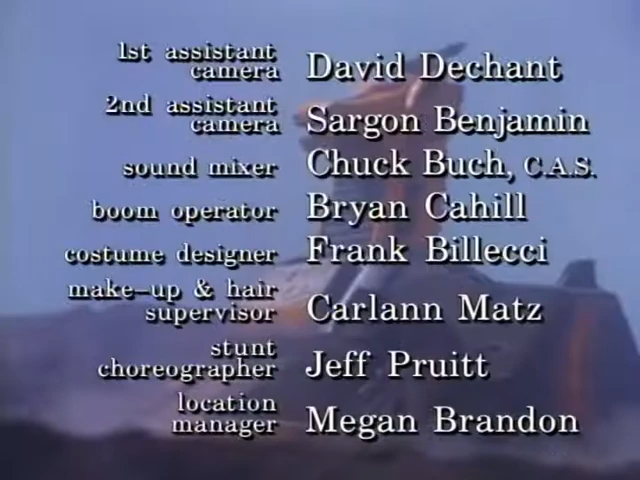 1st assistant
camera David Dechant
2nd assistant
camera Sargon Benjamin
sound mixer Chuck Buch, C.A.S.
boom operator Bryan Cahill
costume designer Frank Billecci
make-up & hair
supervisor Carlann Matz
stunt
choreographer Jeff Pruitt
location
manager Megan Brandon